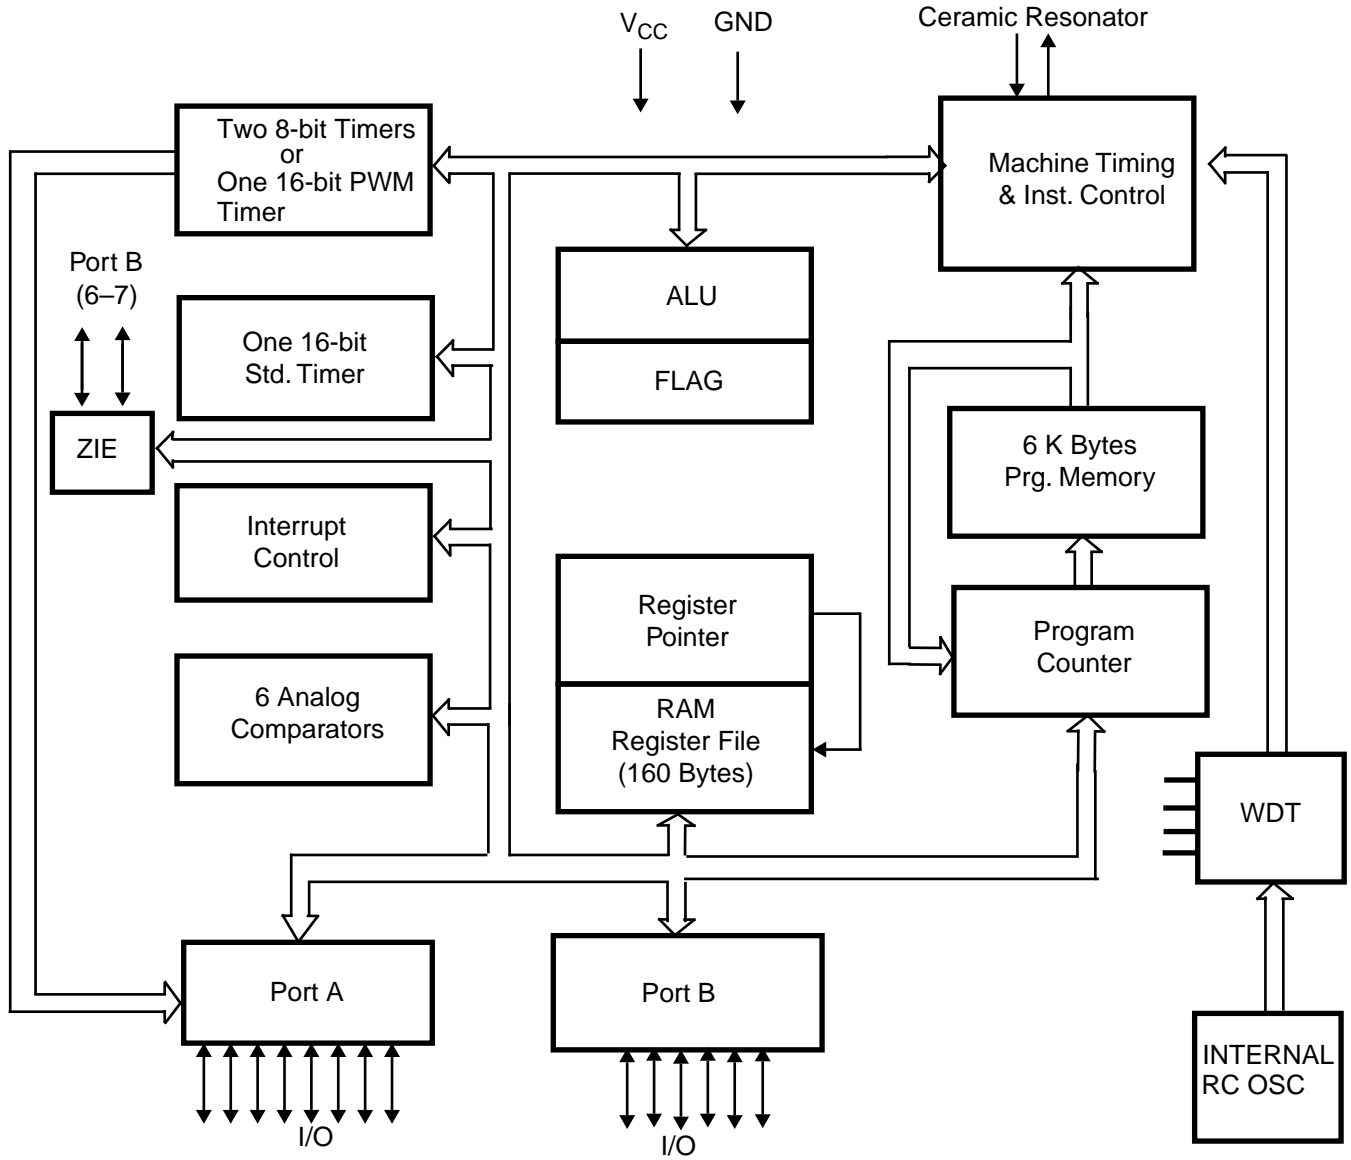 V_CC
GND
Ceramic Resonator
Two 8-bit Timers
or
One 16-bit PWM
Timer
Machine Timing
& Inst. Control
Port B
(6–7)
ALU
FLAG
One 16-bit
Std. Timer
ZIE
6 K Bytes
Prg. Memory
Interrupt
Control
Register
Pointer
Program
Counter
6 Analog
Comparators
RAM
Register File
(160 Bytes)
WDT
Port A
Port B
INTERNAL
RC OSC
I/O
I/O